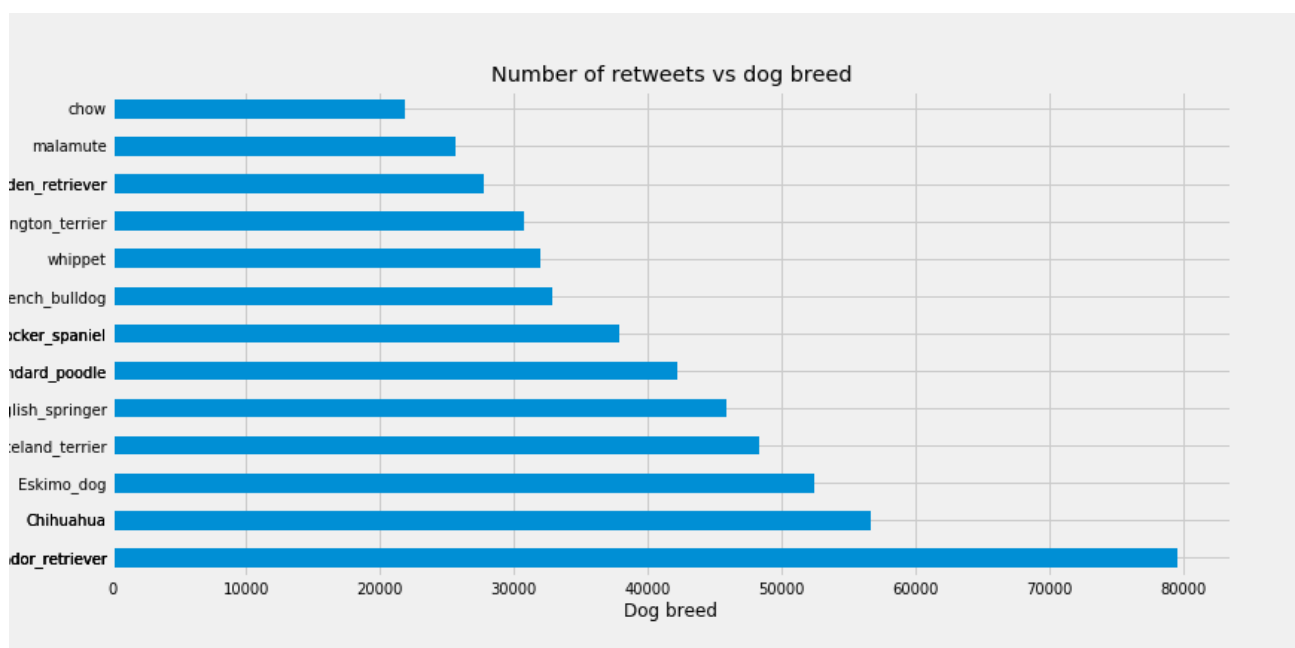 Number of retweets vs dog breed
chow
malamute
den_retriever
ngton_terrier
whippet
ench_bulldog
ocker_spaniel
ndard_poodle
glish_springer
eland_terrier
Eskimo_dog
Chihuahua
dor_retriever
0 10000 20000 30000 40000 50000 60000 70000 80000
Dog breed